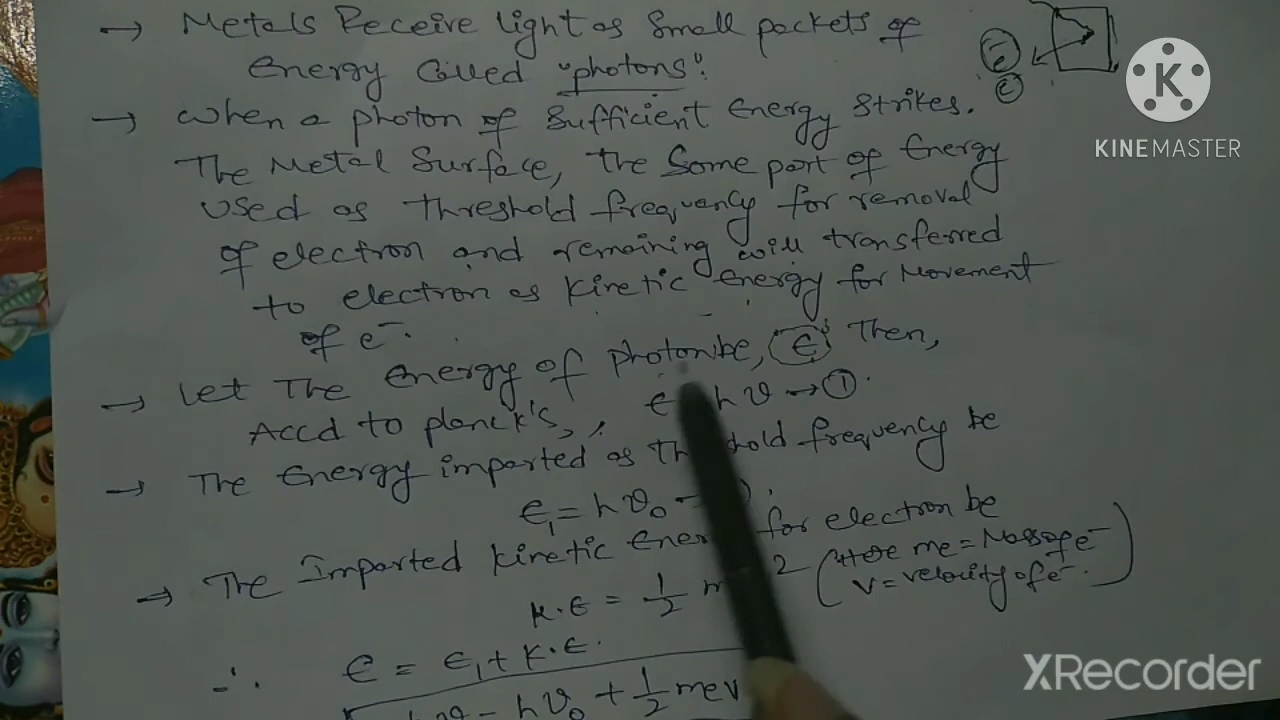 → Metals Receive light as small packets of
Energy Called "photons".
→ When a photon of sufficient energy strikes.
The Metal Surface, the Some part of Energy
used as threshold frequency for removal
of electron and remaining will transferred
to electron as kinetic energy for Movement
of e⁻.
→ Let The energy of photon be, E Then,
Accd to planck's, E hν → ①.
→ The Energy imparted as threshold frequency be
E₁ = hν₀
→ The Imparted kinetic energy for electron be
K.E = 1/2 m 2 (Here me = Mass of e⁻
v = velocity of e⁻.)
∴ E = E₁ + K.E.
hν = hν₀ + 1/2 mev
e⁻
K
KINEMASTER
XRecorder